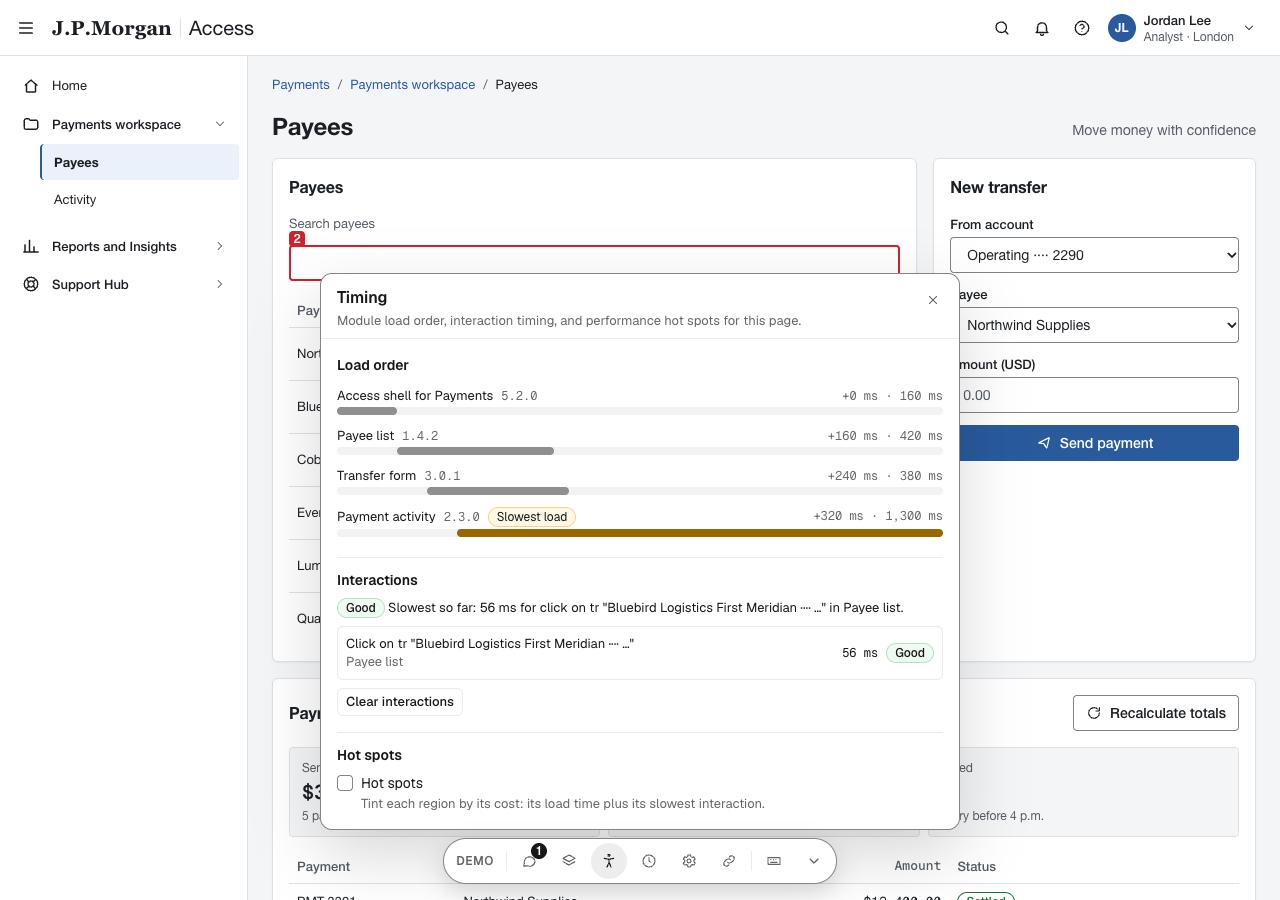 J.P.Morgan Access
JL
Jordan Lee
Analyst · London
Home
Payments workspace
Payees
Activity
Reports and Insights
Support Hub
Payments / Payments workspace / Payees
Payees
Move money with confidence
Payees
Search payees
2
New transfer
From account
Operating ···· 2290
Northwind Supplies
(USD)
0.00
Send payment
Timing
Module load order, interaction timing, and performance hot spots for this page.
Load order
Access shell for Payments 5.2.0 +0 ms · 160 ms
Payee list 1.4.2 +160 ms · 420 ms
Transfer form 3.0.1 +240 ms · 380 ms
Payment activity 2.3.0 Slowest load +320 ms · 1,300 ms
Interactions
Good Slowest so far: 56 ms for click on tr "Bluebird Logistics First Meridian ···· …" in Payee list.
Click on tr "Bluebird Logistics First Meridian ···· …"
Payee list
56 ms Good
Clear interactions
Hot spots
Hot spots
Tint each region by its cost: its load time plus its slowest interaction.
Recalculate totals
before 4 p.m.
DEMO
1
Payment Amount Status